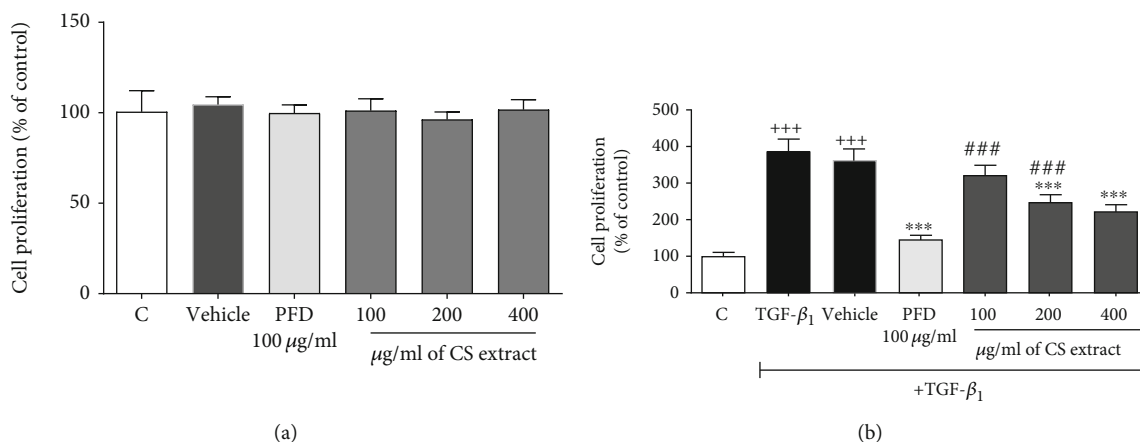 Cell proliferation (% of control)
150
100
50
0
C Vehicle PFD 100 200 400
100 μg/ml
μg/ml of CS extract
(a)
Cell proliferation
(% of control)
500
400
300
200
100
0
+++
+++
***
###
###
***
***
C TGF-β₁ Vehicle PFD 100 200 400
100 μg/ml
μg/ml of CS extract
+TGF-β₁
(b)